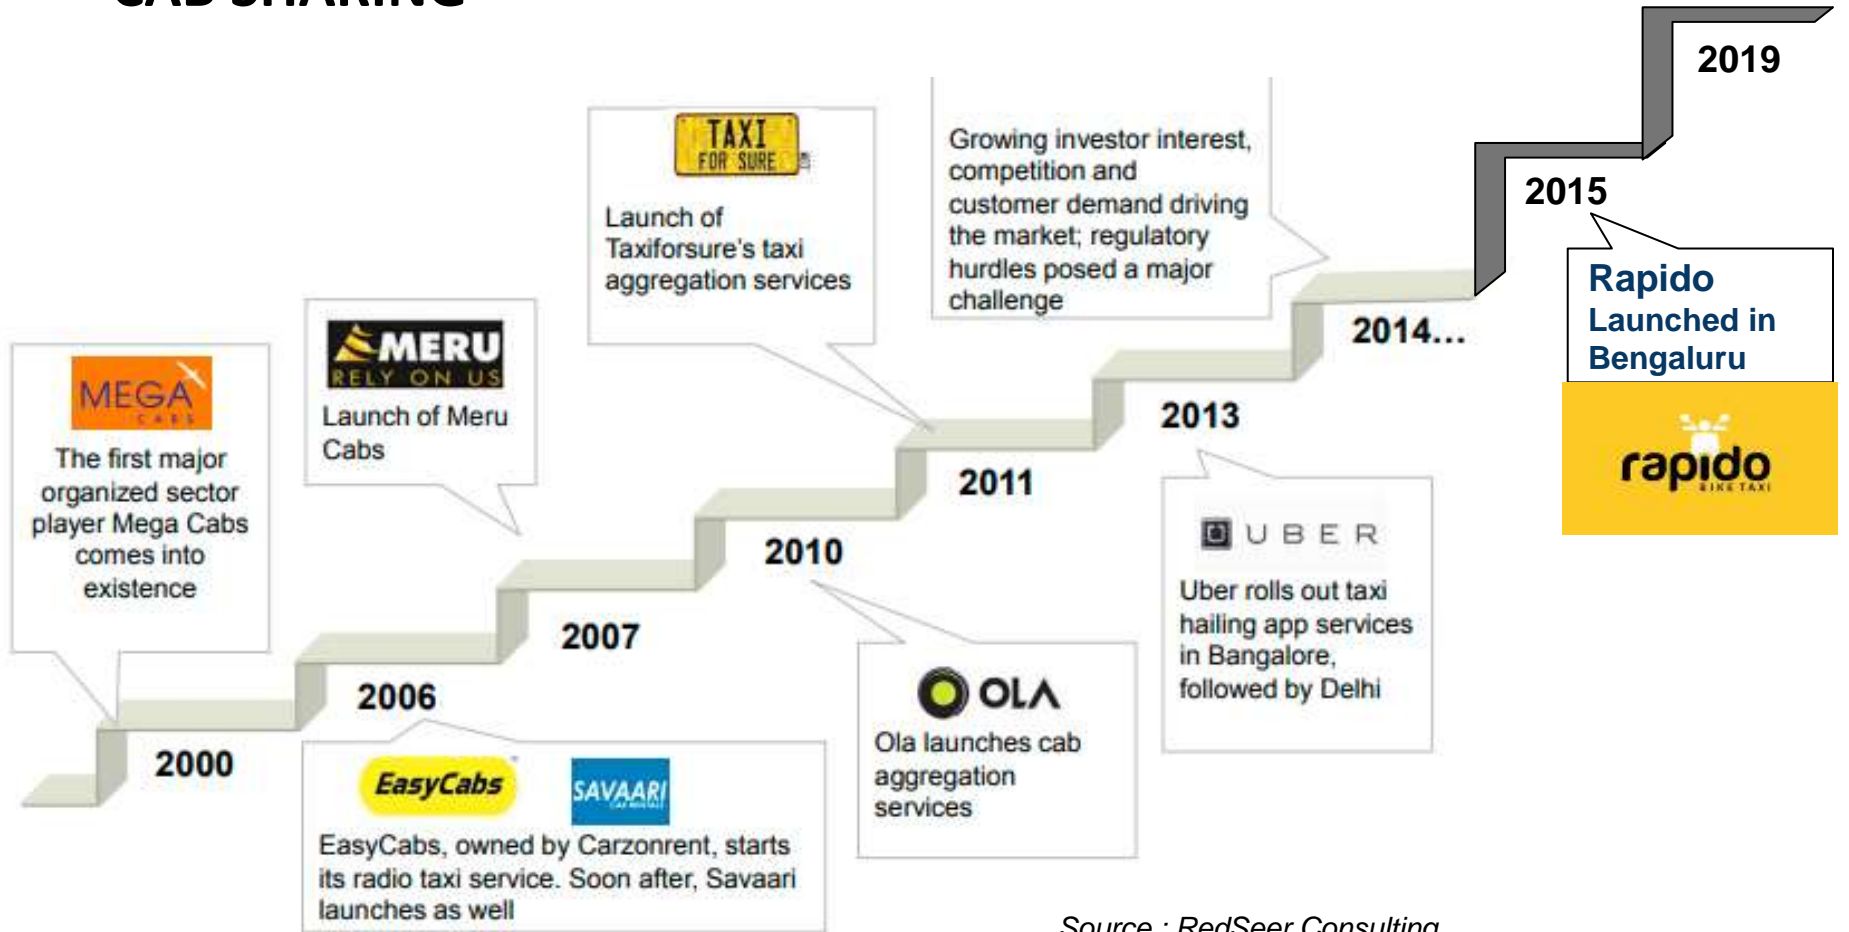 CAB SHARING
MEGA
CABS
The first major
organized sector
player Mega Cabs
comes into
existence
2000
2006
EasyCabs
SAVAARI
CAR RENTALS
EasyCabs, owned by Carzonrent, starts
its radio taxi service. Soon after, Savaari
launches as well
MERU
RELY ON US
Launch of Meru
Cabs
2007
2010
OLA
Ola launches cab
aggregation
services
TAXI
FOR SURE
Launch of
Taxiforsure's taxi
aggregation services
2011
2013
UBER
Uber rolls out taxi
hailing app services
in Bangalore,
followed by Delhi
Growing investor interest,
competition and
customer demand driving
the market; regulatory
hurdles posed a major
challenge
2014...
2015
Rapido
Launched in
Bengaluru
rapido
BIKE TAXI
2019
Source : RedSeer Consulting